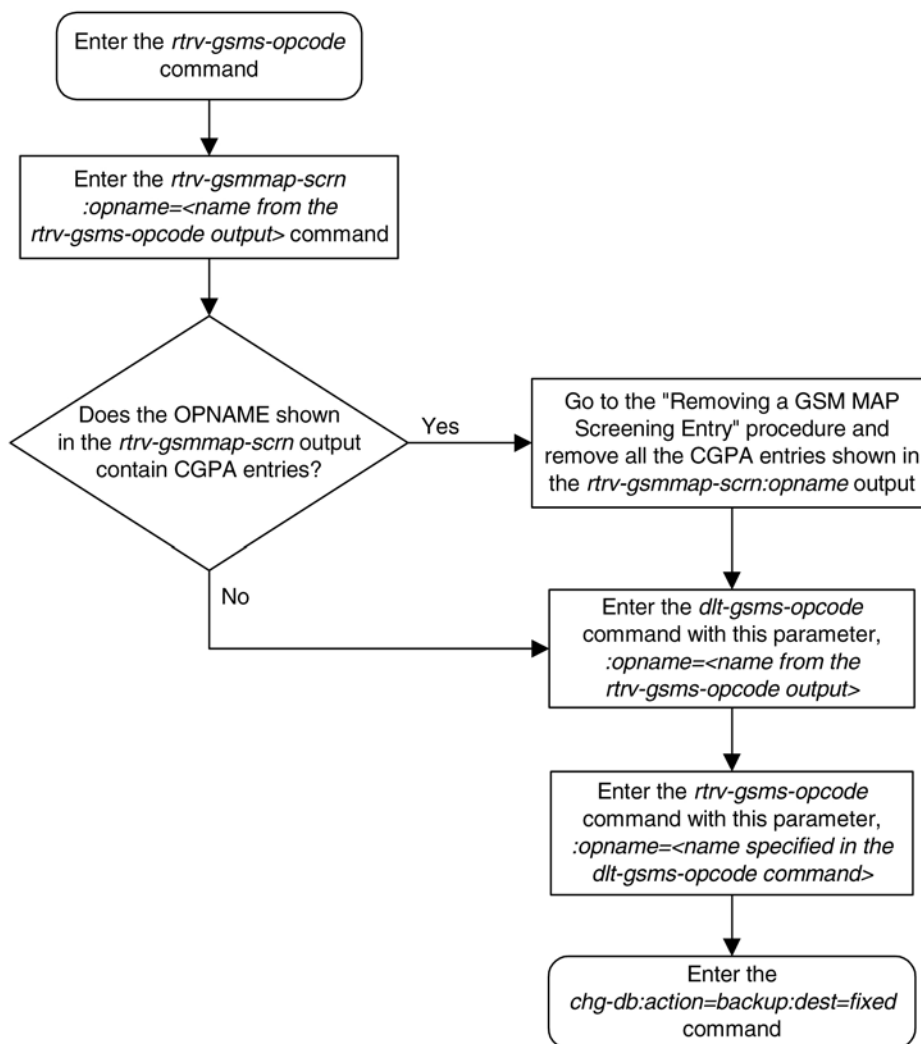 Enter the rtrv-gsms-opcode
command
Enter the rtrv-gsmmap-scrn
:opname=<name from the
rtrv-gsms-opcode output> command
Does the OPNAME shown
in the rtrv-gsmmap-scrn output
contain CGPA entries?
Yes
Go to the "Removing a GSM MAP
Screening Entry" procedure and
remove all the CGPA entries shown in
the rtrv-gsmmap-scrn:opname output
No
Enter the dlt-gsms-opcode
command with this parameter,
:opname=<name from the
rtrv-gsms-opcode output>
Enter the rtrv-gsms-opcode
command with this parameter,
:opname=<name specified in the
dlt-gsms-opcode command>
Enter the
chg-db:action=backup:dest=fixed
command